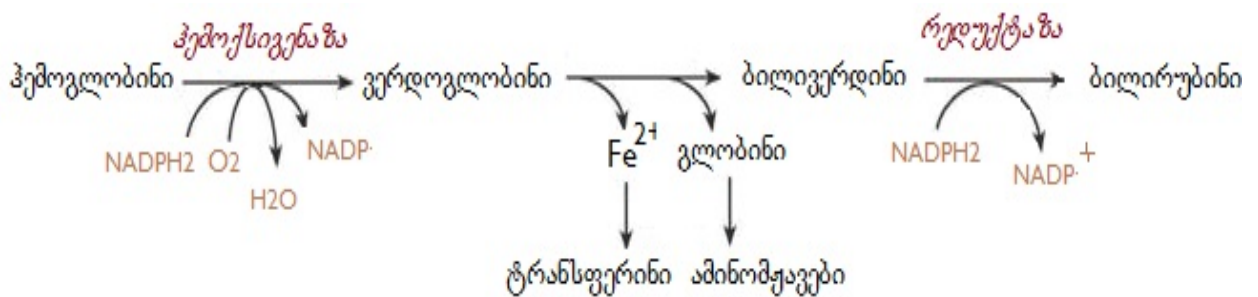 ჰემოქსიგენაზა
რედუქტაზა
ჰემოგლობინი
ვერდოგლობინი
ბილივერდინი
ბილირუბინი
NADPH2 O2
H2O
NADP·
Fe2+
გლობინი
NADPH2
NADP·+
ტრანსფერინი
ამინომჟავები